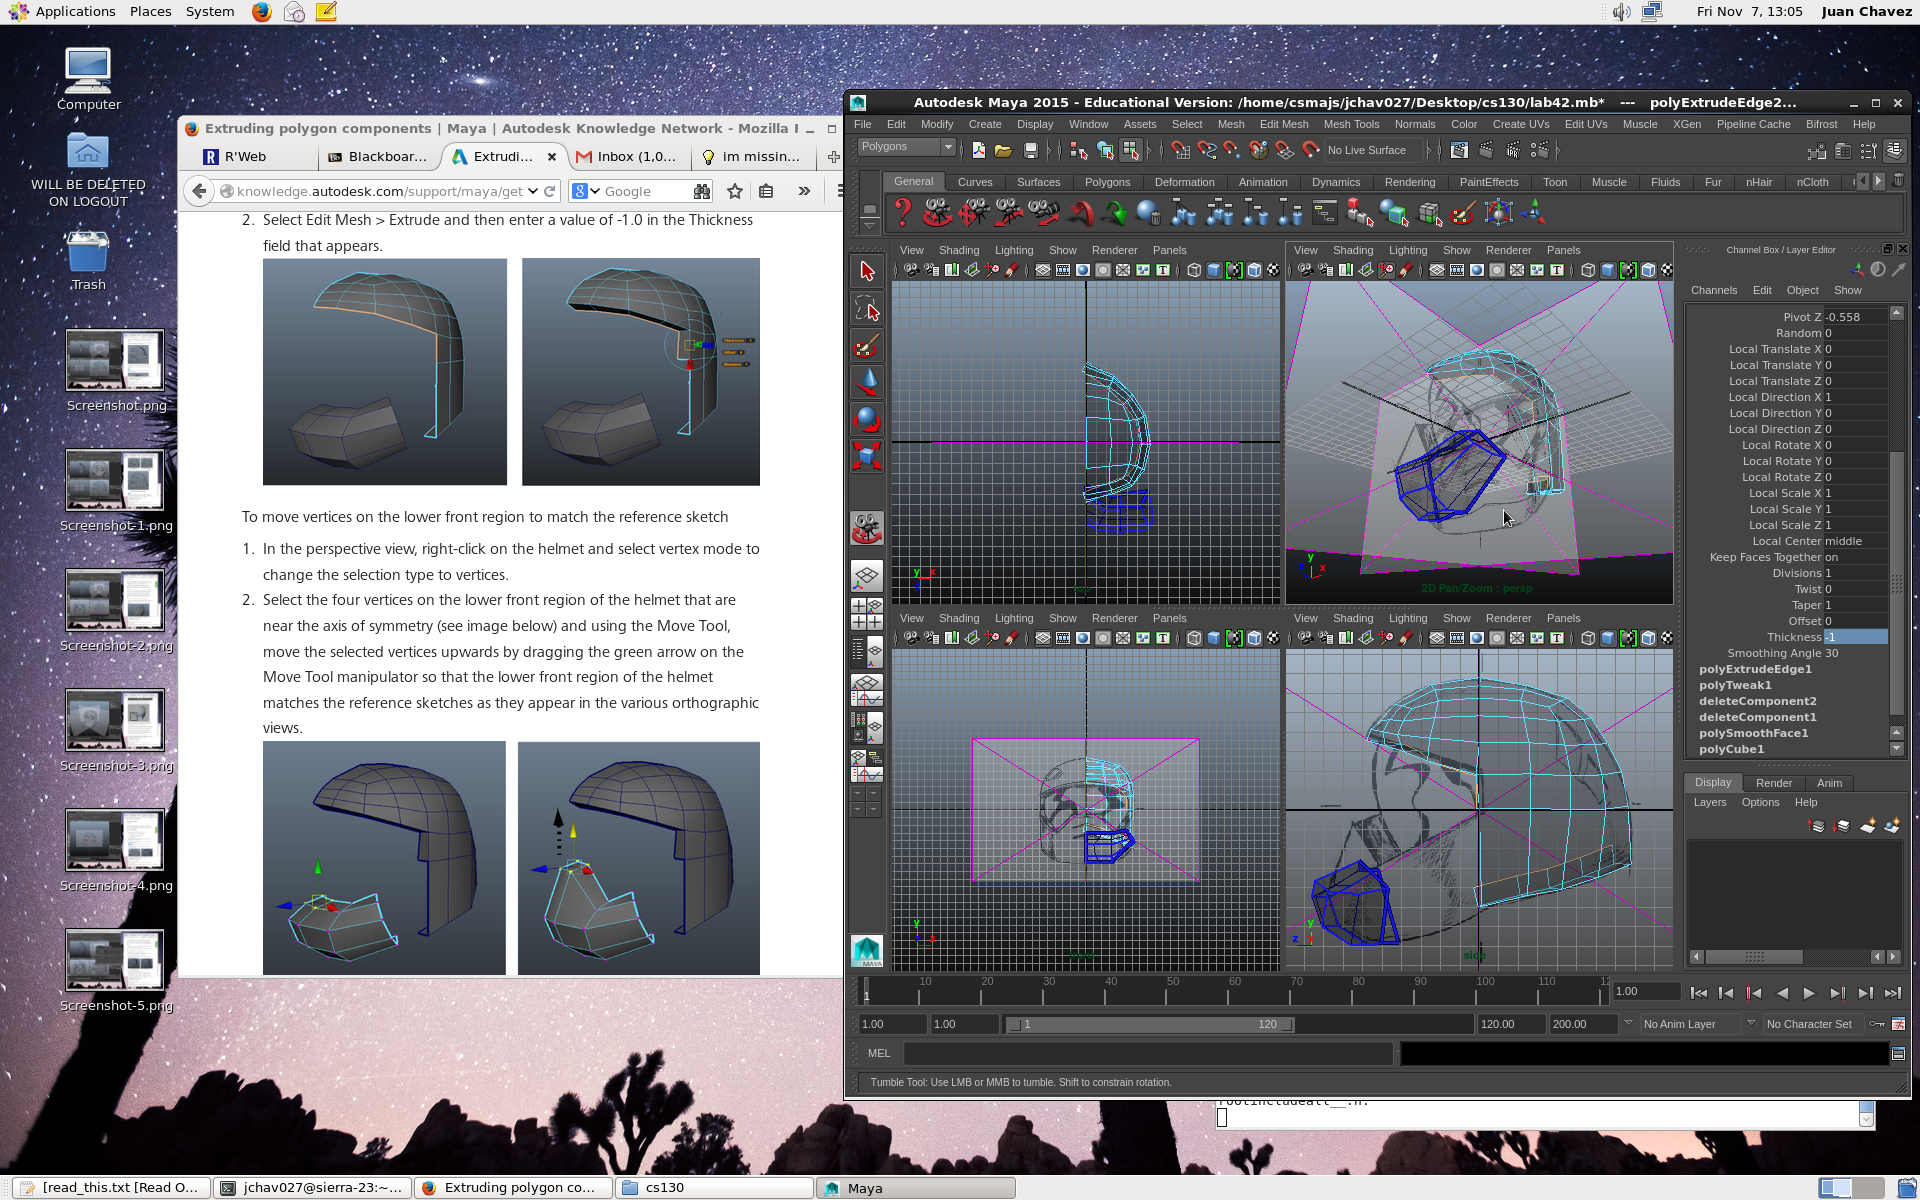 Applications Places System
Fri Nov 7, 13:05 Juan Chavez
Computer
WILL BE DELETED
ON LOGOUT
Trash
Screenshot.png
Screenshot-1.png
Screenshot-2.png
Screenshot-3.png
Screenshot-4.png
Screenshot-5.png
Extruding polygon components | Maya | Autodesk Knowledge Network - Mozilla
R'Web
Blackboar...
Extrudi...
Inbox (1,0...
im missin...
knowledge.autodesk.com/support/maya/get
Google
2. Select Edit Mesh > Extrude and then enter a value of -1.0 in the Thickness
field that appears.
To move vertices on the lower front region to match the reference sketch
1. In the perspective view, right-click on the helmet and select vertex mode to
change the selection type to vertices.
2. Select the four vertices on the lower front region of the helmet that are
near the axis of symmetry (see image below) and using the Move Tool,
move the selected vertices upwards by dragging the green arrow on the
Move Tool manipulator so that the lower front region of the helmet
matches the reference sketches as they appear in the various orthographic
views.
Autodesk Maya 2015 - Educational Version: /home/csmajs/jchav027/Desktop/cs130/lab42.mb* --- polyExtrudeEdge2...
File Edit Modify Create Display Window Assets Select Mesh Edit Mesh Mesh Tools Normals Color Create UVs Edit UVs Muscle XGen Pipeline Cache Bifrost Help
Polygons
No Live Surface
General Curves Surfaces Polygons Deformation Animation Dynamics Rendering PaintEffects Toon Muscle Fluids Fur nHair nCloth
View Shading Lighting Show Renderer Panels
View Shading Lighting Show Renderer Panels
y x
y x
2D Pan/Zoom : persp
View Shading Lighting Show Renderer Panels
View Shading Lighting Show Renderer Panels
y
y
z
side
MAYA
Channel Box / Layer Editor
Channels Edit Object Show
Pivot Z -0.558
Random 0
Local Translate X 0
Local Translate Y 0
Local Translate Z 0
Local Direction X 1
Local Direction Y 0
Local Direction Z 0
Local Rotate X 0
Local Rotate Y 0
Local Rotate Z 0
Local Scale X 1
Local Scale Y 1
Local Scale Z 1
Local Center middle
Keep Faces Together on
Divisions 1
Twist 0
Taper 1
Offset 0
Thickness -1
Smoothing Angle 30
polyExtrudeEdge1
polyTweak1
deleteComponent2
deleteComponent1
polySmoothFace1
polyCube1
Display Render Anim
Layers Options Help
1 10 20 30 40 50 60 70 80 90 100 110
1.00
1.00 1.00 1 120 120.00 200.00 No Anim Layer No Character Set
MEL
Tumble Tool: Use LMB or MMB to tumble. Shift to constrain rotation.
[read_this.txt [Read O...
jchav027@sierra-23:~...
Extruding polygon co...
cs130
Maya